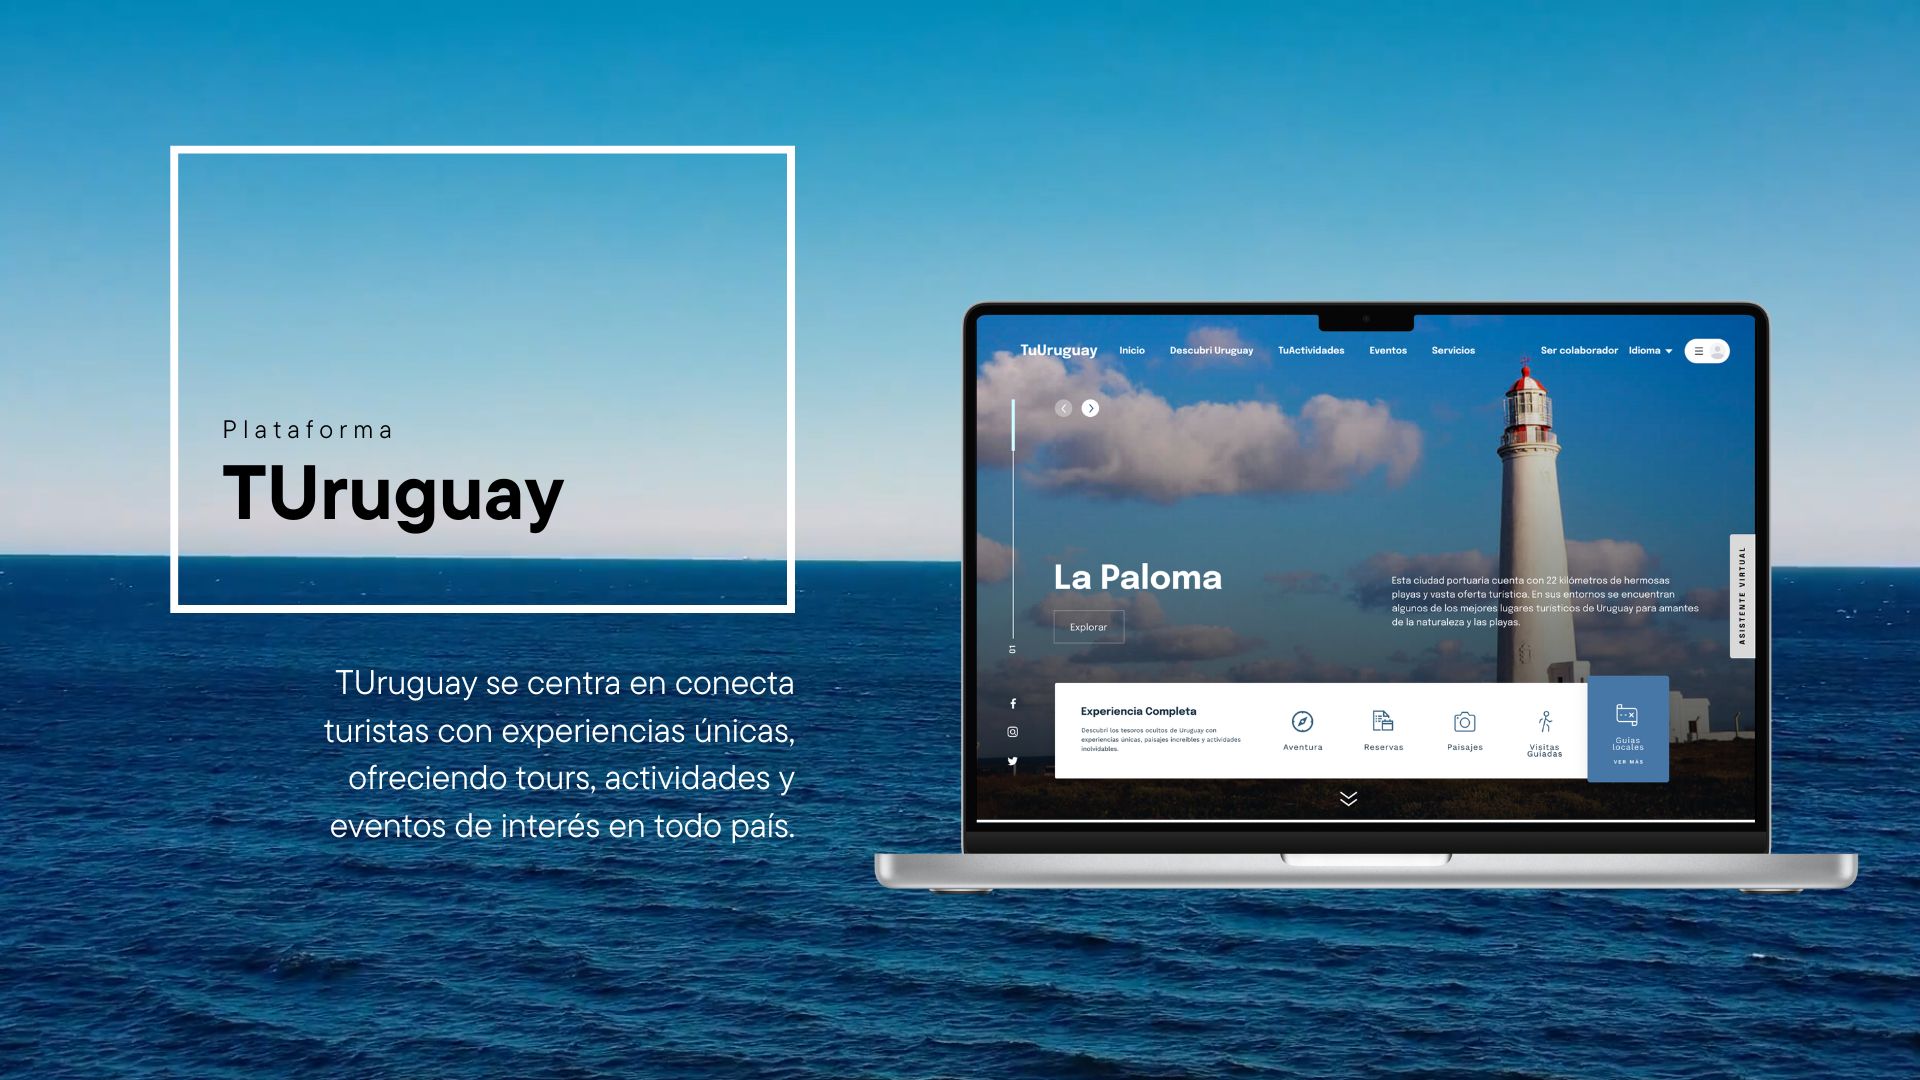 Plataforma
TUruguay
TUruguay se centra en conecta
turistas con experiencias únicas,
ofreciendo tours, actividades y
eventos de interés en todo país.
TuUruguay
Inicio
Descubri Uruguay
TuActividades
Eventos
Servicios
Ser colaborador
Idioma
La Paloma
Explorar
Esta ciudad portuaria cuenta con 22 kilómetros de hermosas
playas y vasta oferta turística. En sus entornos se encuentran
algunos de los mejores lugares turísticos de Uruguay para amantes
de la naturaleza y las playas.
ASISTENTE VIRTUAL
01
Experiencia Completa
Descubrí los tesoros ocultos de Uruguay con
experiencias únicas, paisajes increíbles y actividades
inolvidables.
Aventura
Reservas
Paisajes
Visitas
Guiadas
Guías
locales
VER MÁS